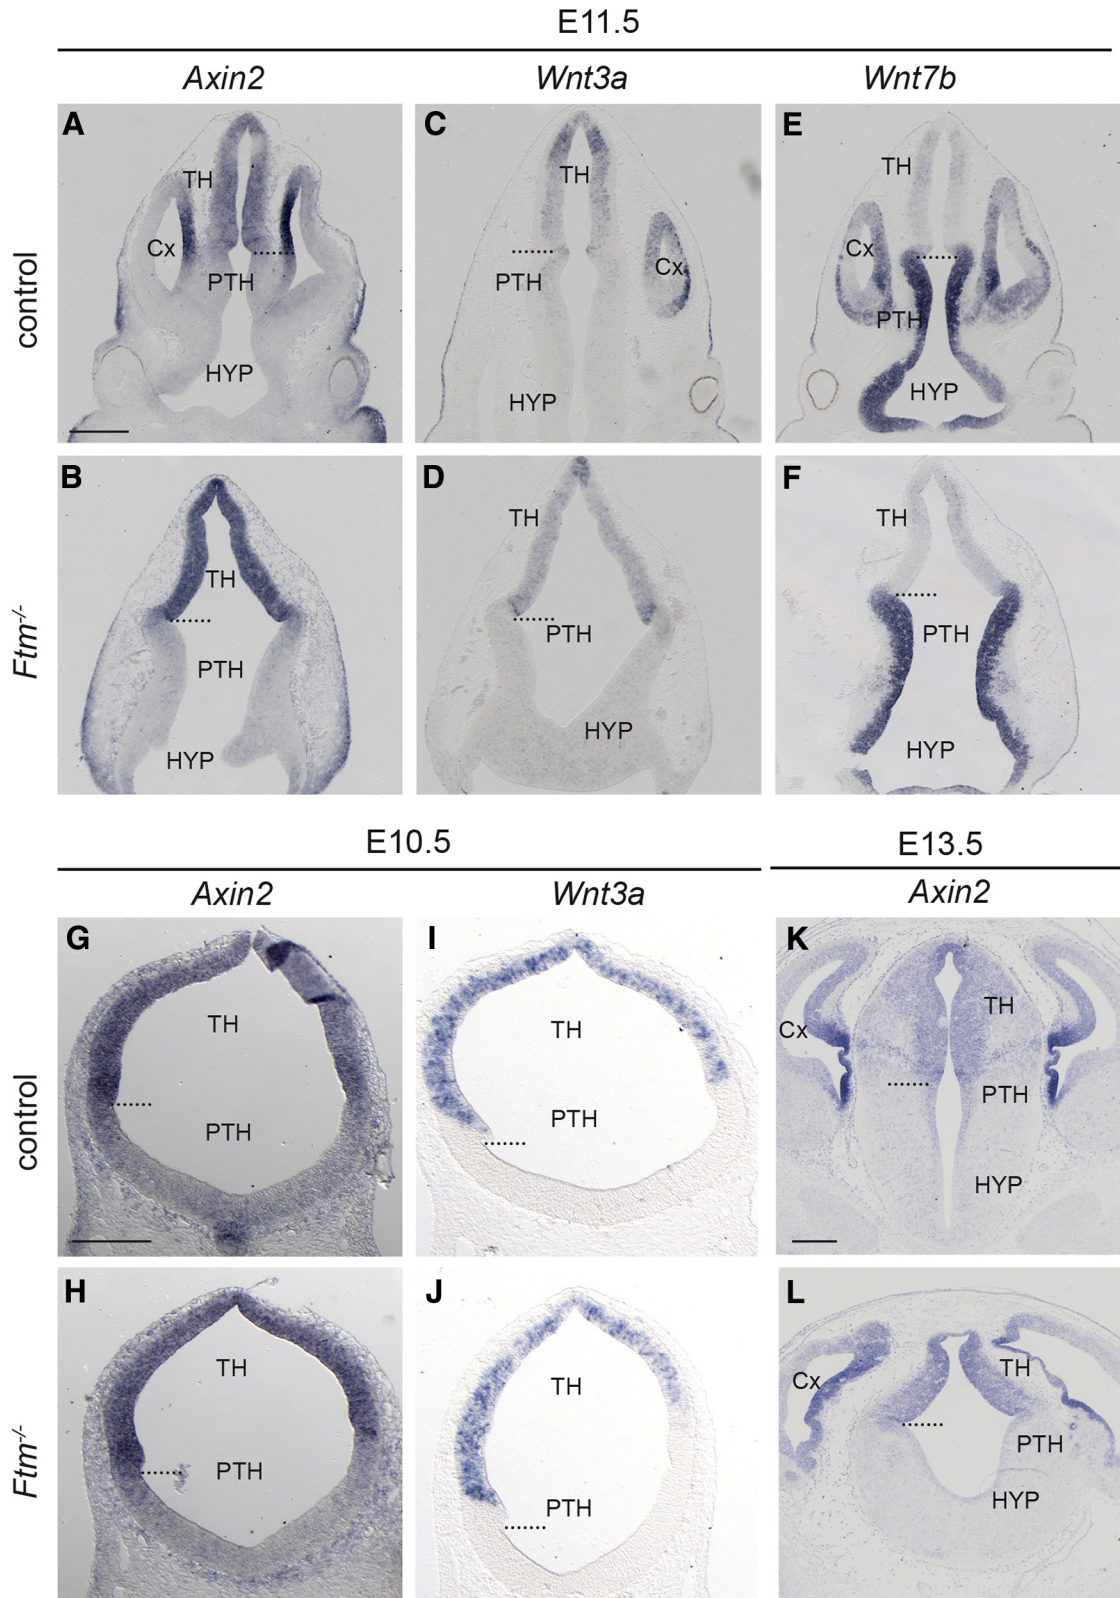 E11.5
Axin2 Wnt3a Wnt7b
control
A
TH
Cx
PTH
HYP
C
TH
PTH
Cx
HYP
E
TH
Cx
PTH
HYP
Ftm-/-
B
TH
PTH
HYP
D
TH
PTH
HYP
F
TH
PTH
HYP
E10.5 E13.5
Axin2 Wnt3a Axin2
control
G
TH
PTH
I
TH
PTH
K
TH
Cx
PTH
HYP
Ftm-/-
H
TH
PTH
J
TH
PTH
L
TH
Cx
PTH
HYP